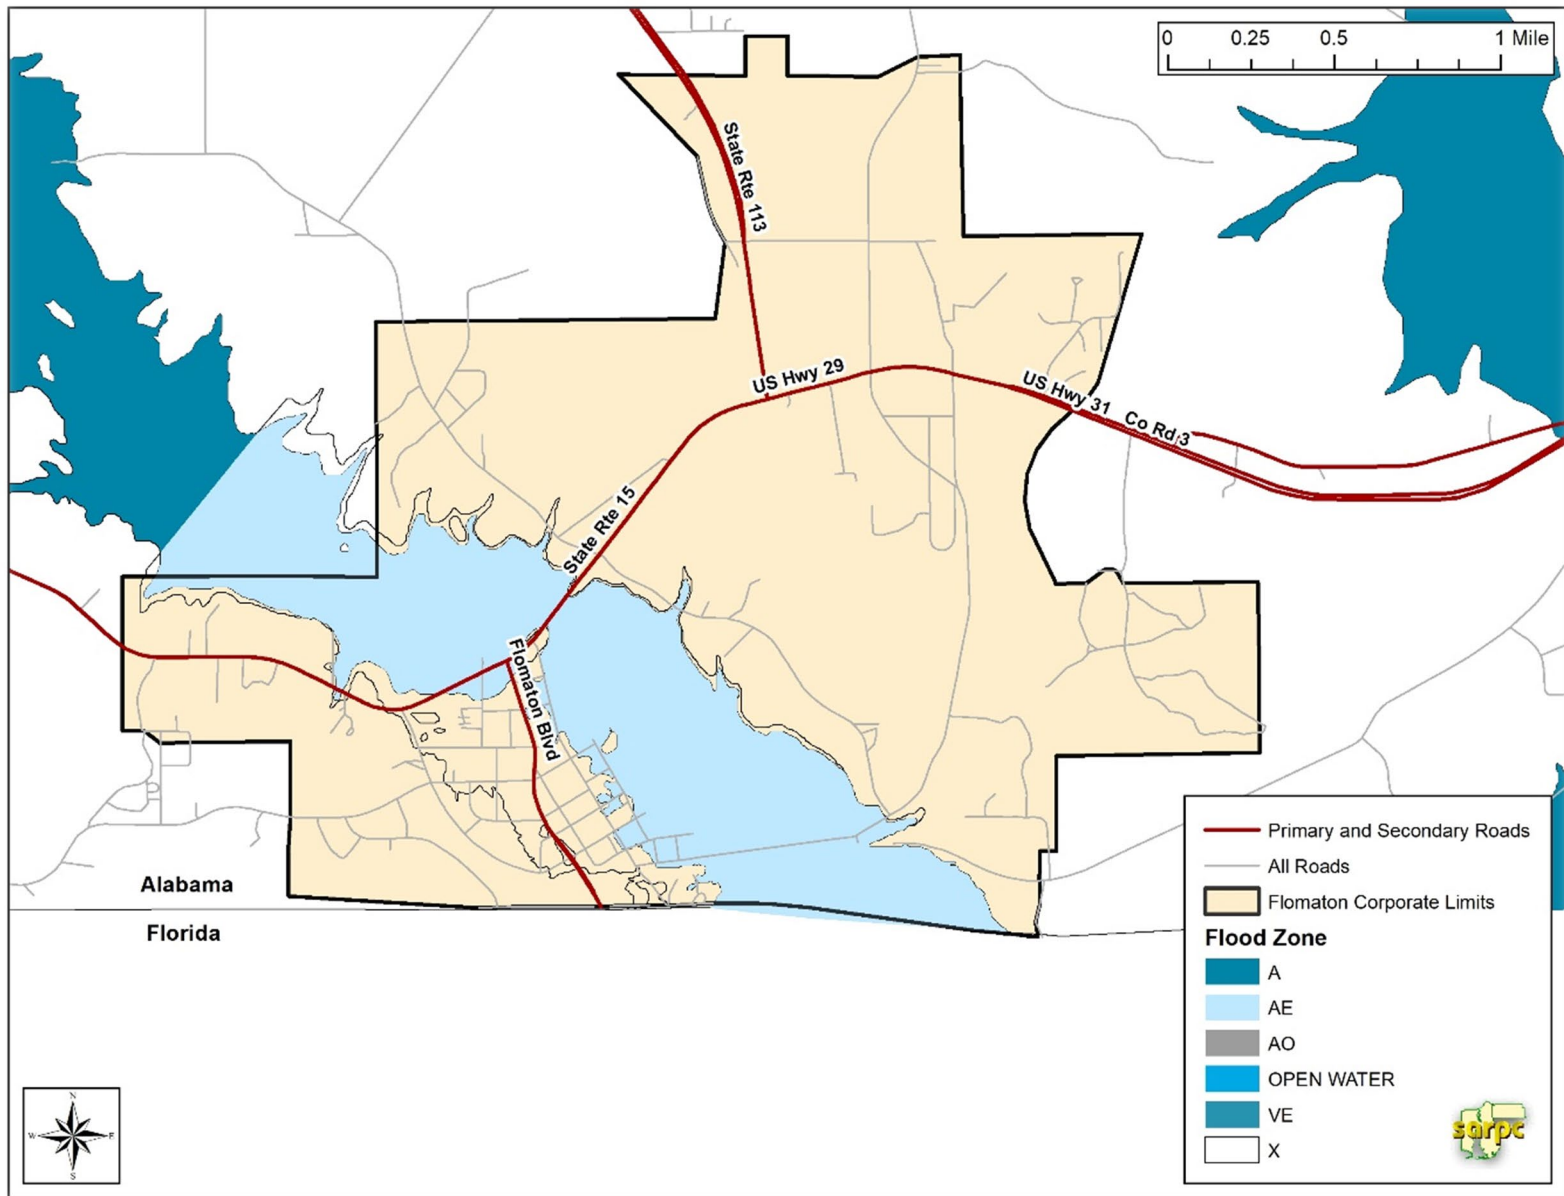 0 0.25 0.5 1 Mile
State Rte 113
US Hwy 29
US Hwy 31
Co Rd 3
State Rte 15
Flomaton Blvd
Alabama
Florida
Primary and Secondary Roads
All Roads
Flomaton Corporate Limits
Flood Zone
A
AE
AO
OPEN WATER
VE
X
N
W E
S
sarpc